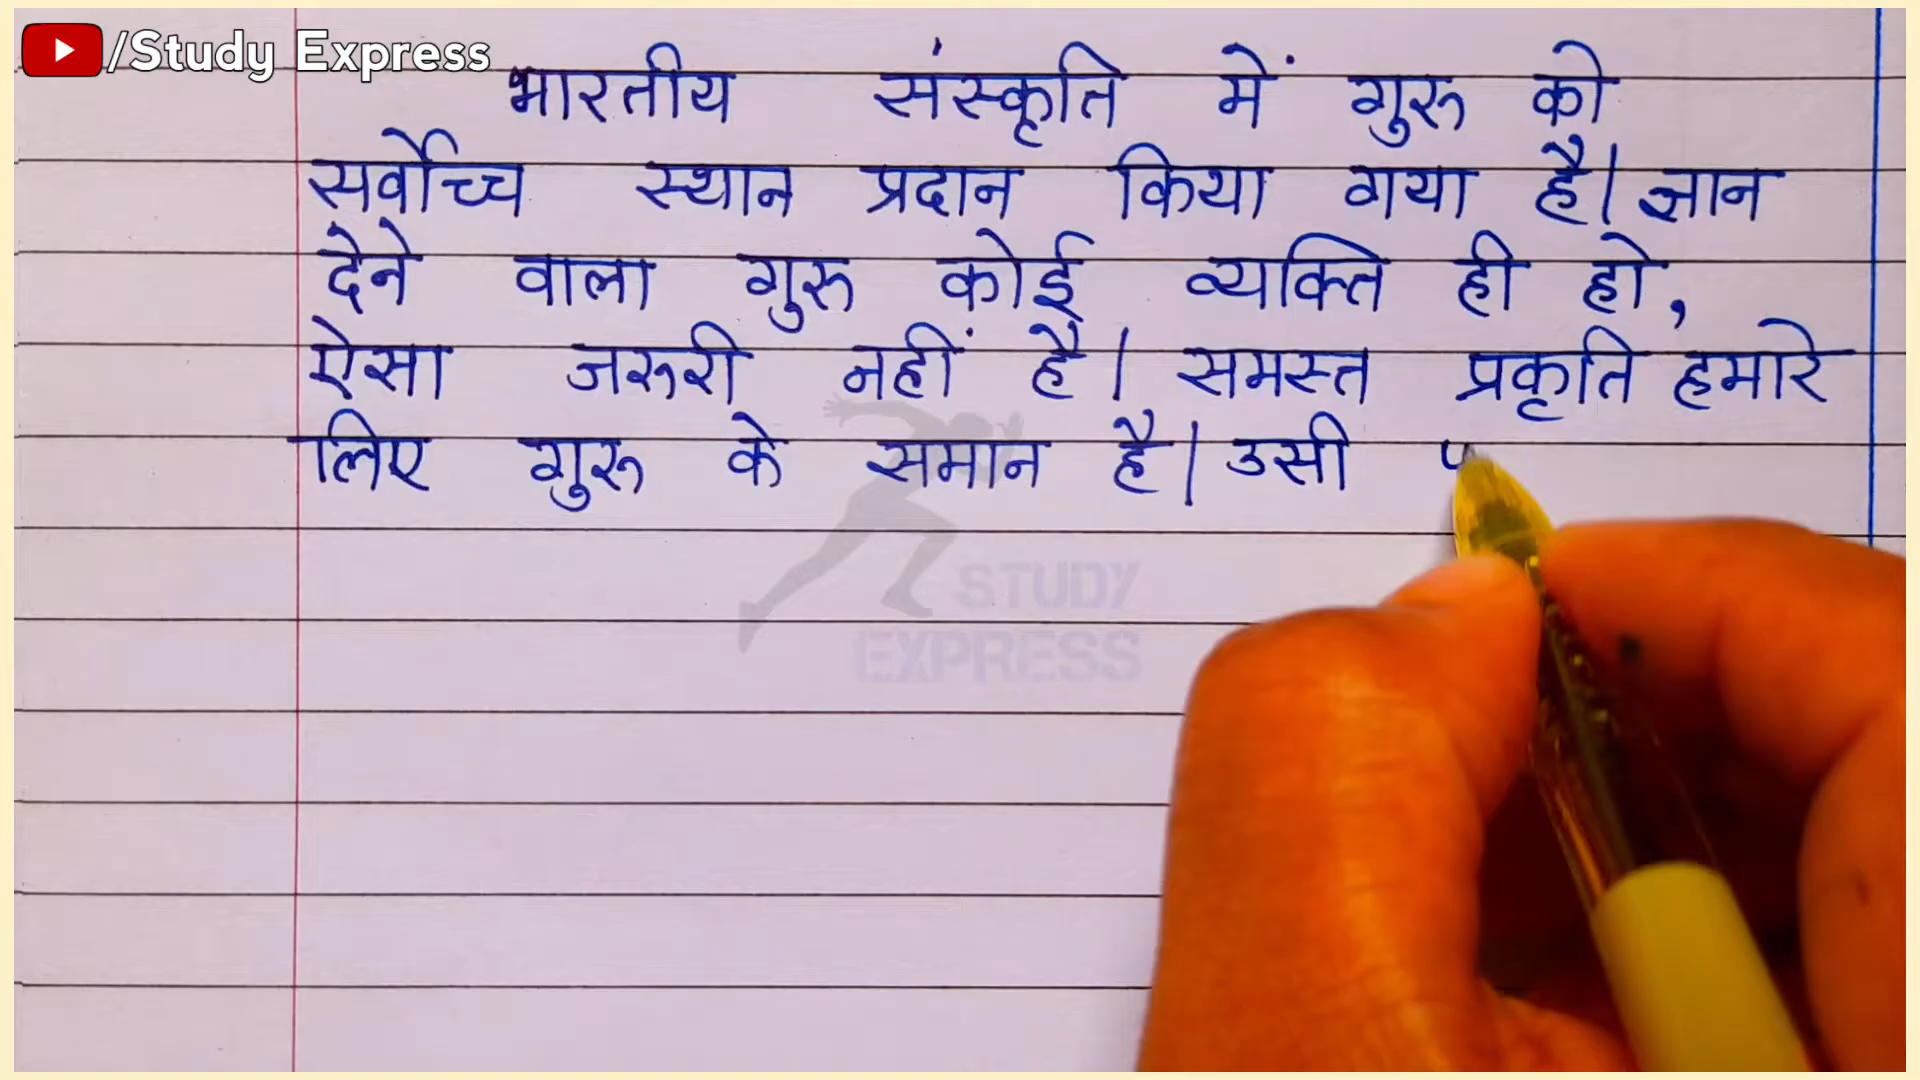 /Study Express
भारतीय संस्कृति में गुरु को
सर्वोच्च स्थान प्रदान किया गया है। ज्ञान
देने वाला गुरु कोई व्यक्ति ही हो,
ऐसा जरुरी नहीं है। समस्त प्रकृति हमारे
लिए गुरु के समान है। उसी
STUDY
EXPRESS